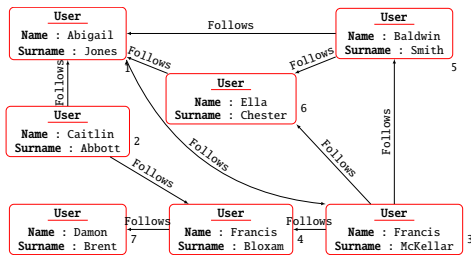 User
Name : Abigail
Surname : Jones
1
Follows
User
Name : Baldwin
Surname : Smith
5
Follows
Follows
User
Name : Ella
Surname : Chester
6
Follows
User
Name : Caitlin
Surname : Abbott
2
Follows
Follows
Follows
Follows
Follows
User
Name : Damon
Surname : Brent
7
Follows
User
Name : Francis
Surname : Bloxam
4
Follows
User
Name : Francis
Surname : McKellar
3